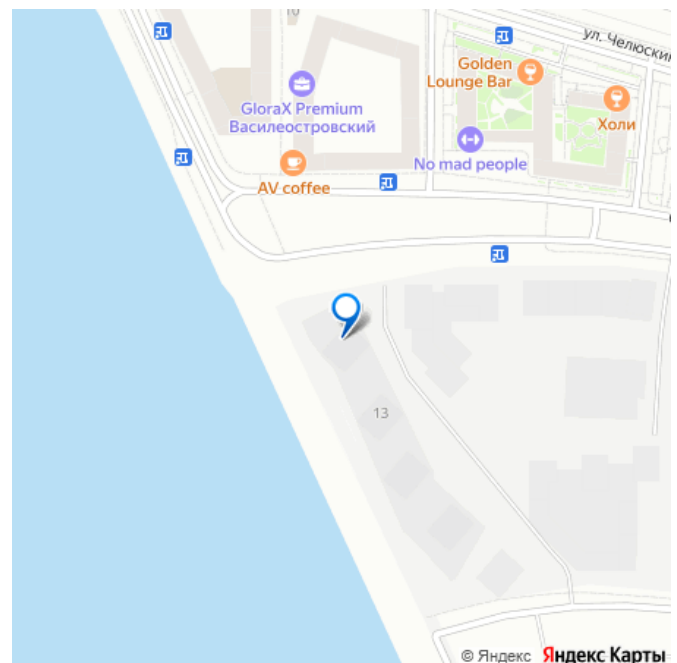 10
ул. Челюскин
Golden
Lounge Bar
GloraX Premium
Василеостровский
Холи
No mad people
AV coffee
13
© Яндекс Яндекс Карты